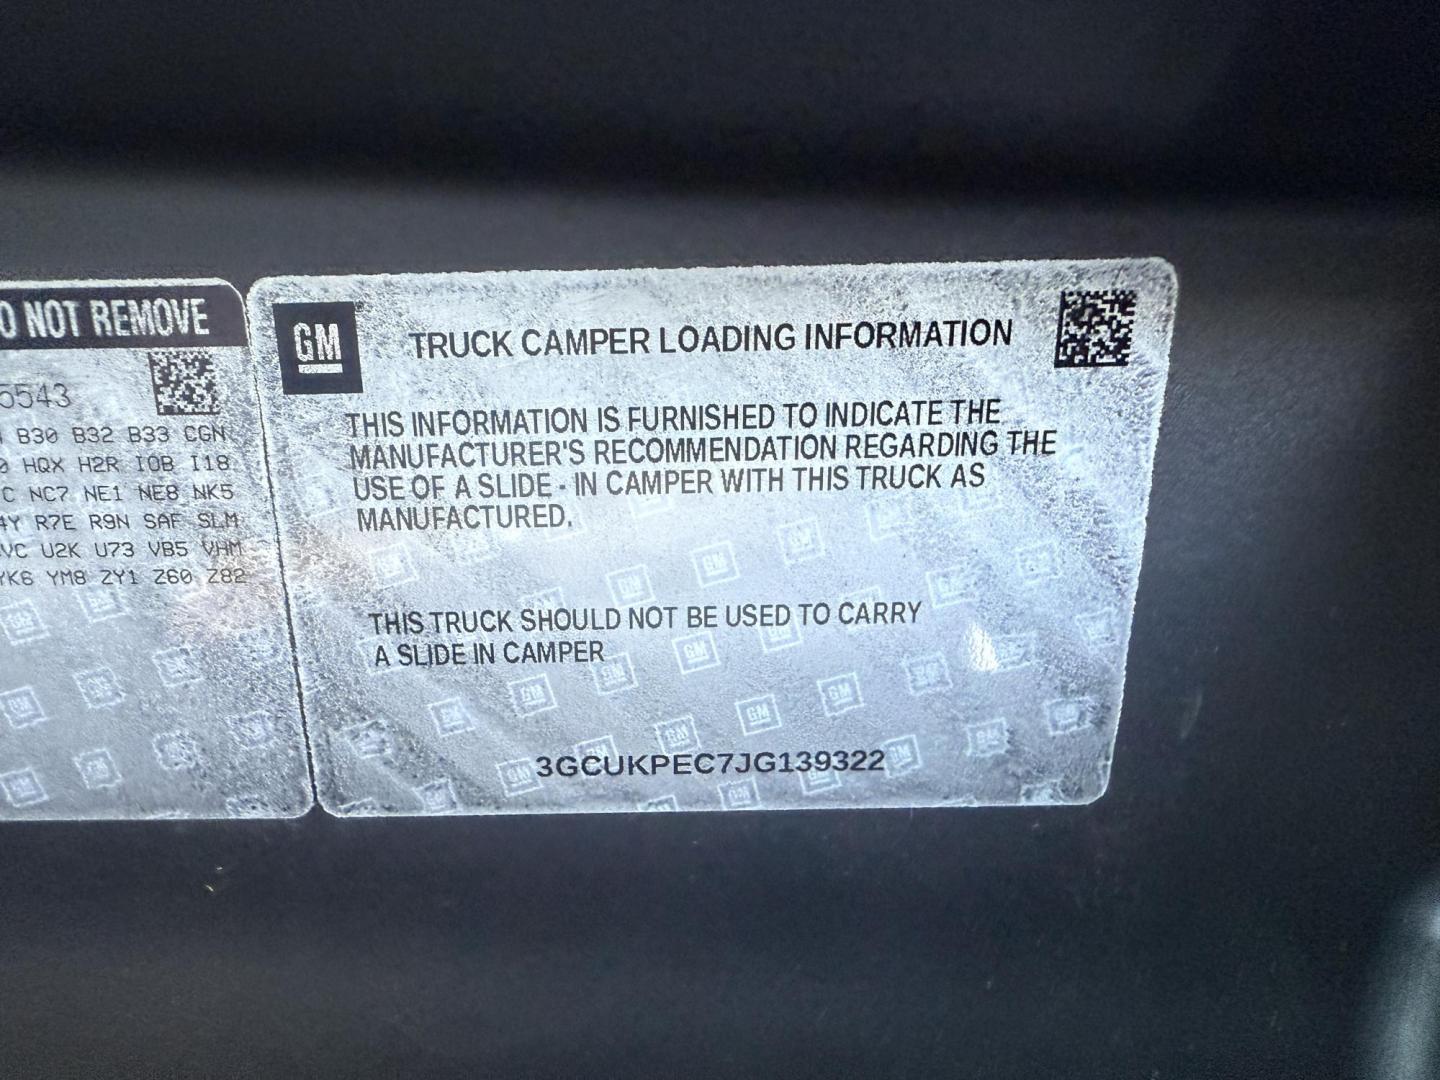 O NOT REMOVE
5543
B30 B32 B33 CGN
HQX H2R IOB I18
C NC7 NE1 NE8 NK5
4Y R7E R9N SAF SLM
VC U2K U73 VB5 VHM
YK6 YM8 ZY1 Z60 Z82
GM
TRUCK CAMPER LOADING INFORMATION
THIS INFORMATION IS FURNISHED TO INDICATE THE
MANUFACTURER'S RECOMMENDATION REGARDING THE
USE OF A SLIDE - IN CAMPER WITH THIS TRUCK AS
MANUFACTURED.
THIS TRUCK SHOULD NOT BE USED TO CARRY
A SLIDE IN CAMPER
3GCUKPEC7JG139322